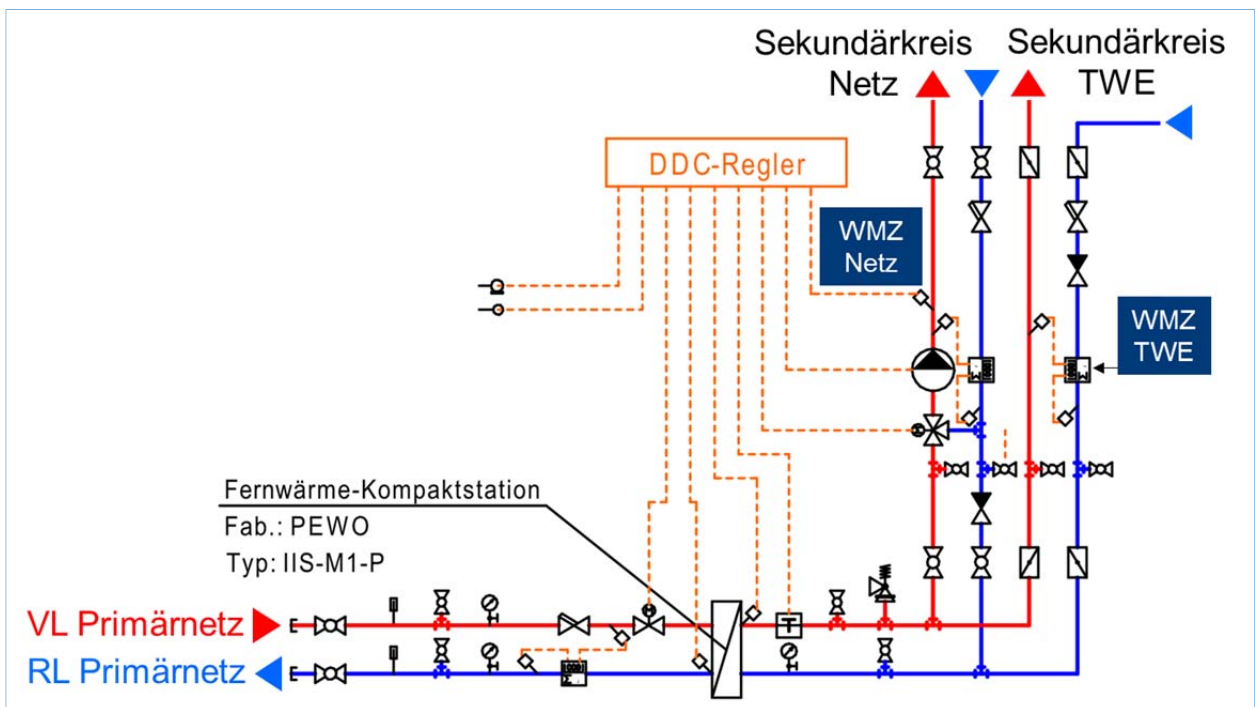 Sekundärkreis
Netz
Sekundärkreis
TWE
DDC-Regler
WMZ
Netz
WMZ
TWE
Fernwärme-Kompaktstation
Fab.: PEWO
Typ: IIS-M1-P
VL Primärnetz
RL Primärnetz